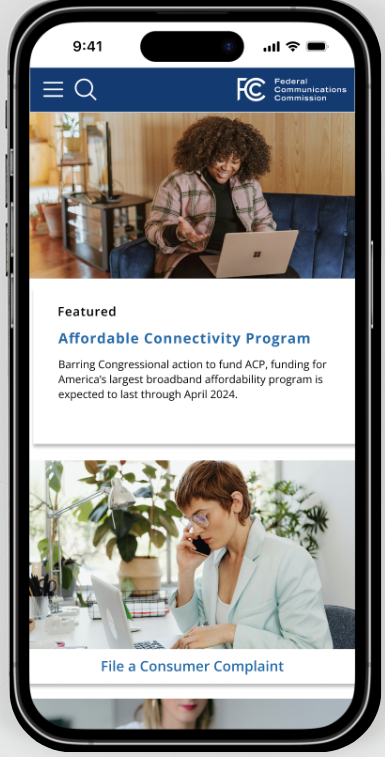 9:41
FCC Federal
Communications
Commission
Featured
Affordable Connectivity Program
Barring Congressional action to fund ACP, funding for
America's largest broadband affordability program is
expected to last through April 2024.
File a Consumer Complaint